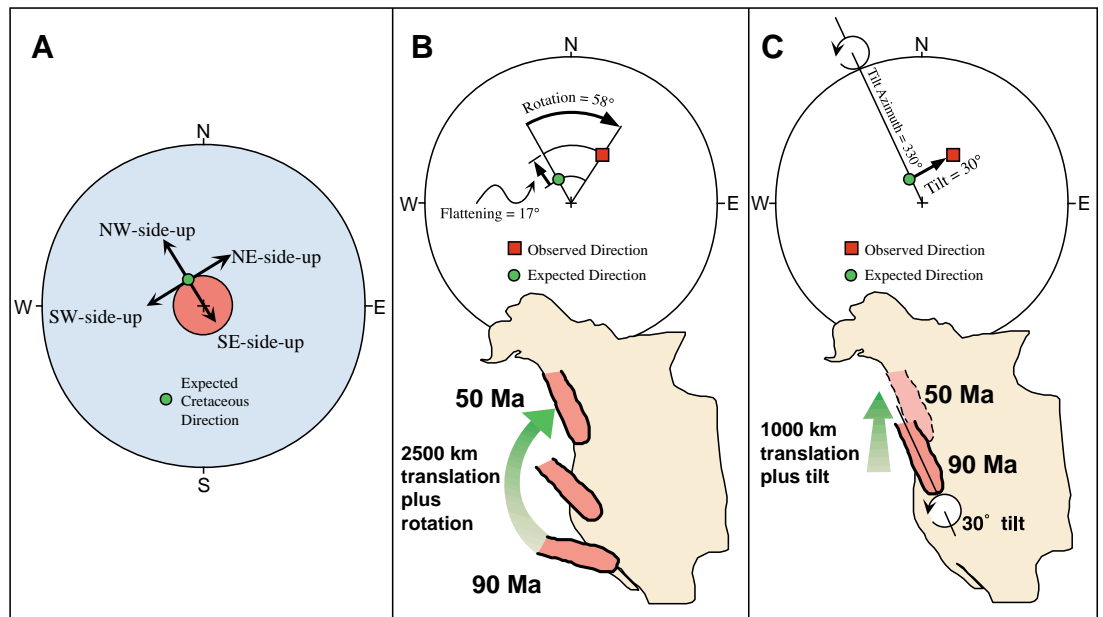 A
N
NW-side-up
NE-side-up
W
E
SW-side-up
SE-side-up
Expected
Cretaceous
Direction
S
B
N
Rotation = 58°
W
E
Flattening = 17°
Observed Direction
Expected Direction
50 Ma
2500 km
translation
plus
rotation
90 Ma
C
N
Tilt Azimuth = 330°
Tilt = 30°
W
E
Observed Direction
Expected Direction
50 Ma
1000 km
translation
plus tilt
90 Ma
30° tilt